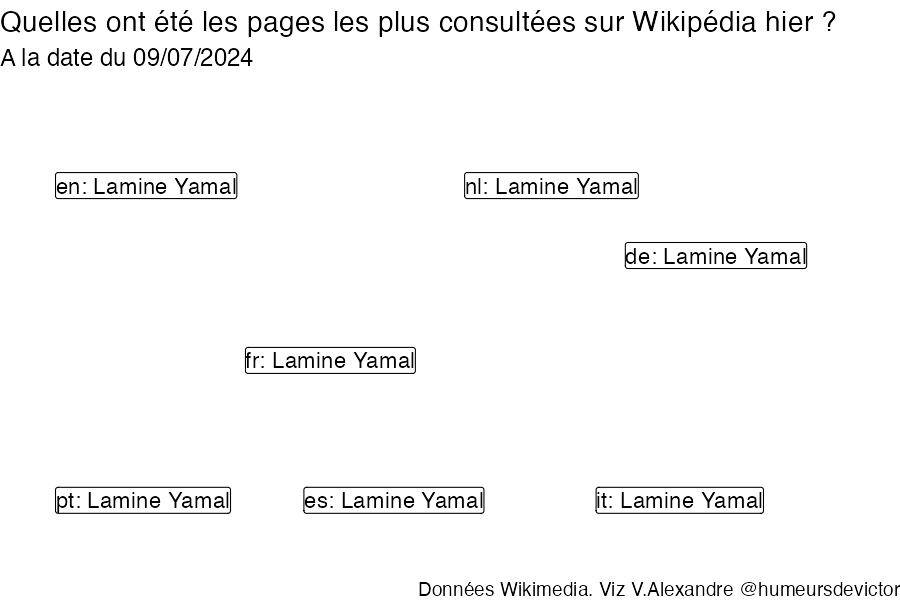 Quelles ont été les pages les plus consultées sur Wikipédia hier ?
A la date du 09/07/2024
en: Lamine Yamal
nl: Lamine Yamal
de: Lamine Yamal
fr: Lamine Yamal
pt: Lamine Yamal
es: Lamine Yamal
it: Lamine Yamal
Données Wikimedia. Viz V.Alexandre @humeursdevictor